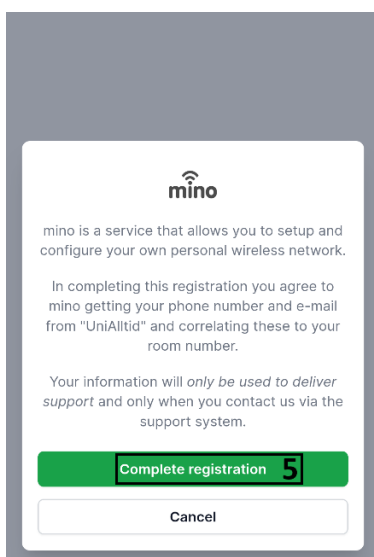 mino
mino is a service that allows you to setup and
configure your own personal wireless network.
In completing this registration you agree to
mino getting your phone number and e-mail
from "UniAlltid" and correlating these to your
room number.
Your information will only be used to deliver
support and only when you contact us via the
support system.
Complete registration 5
Cancel